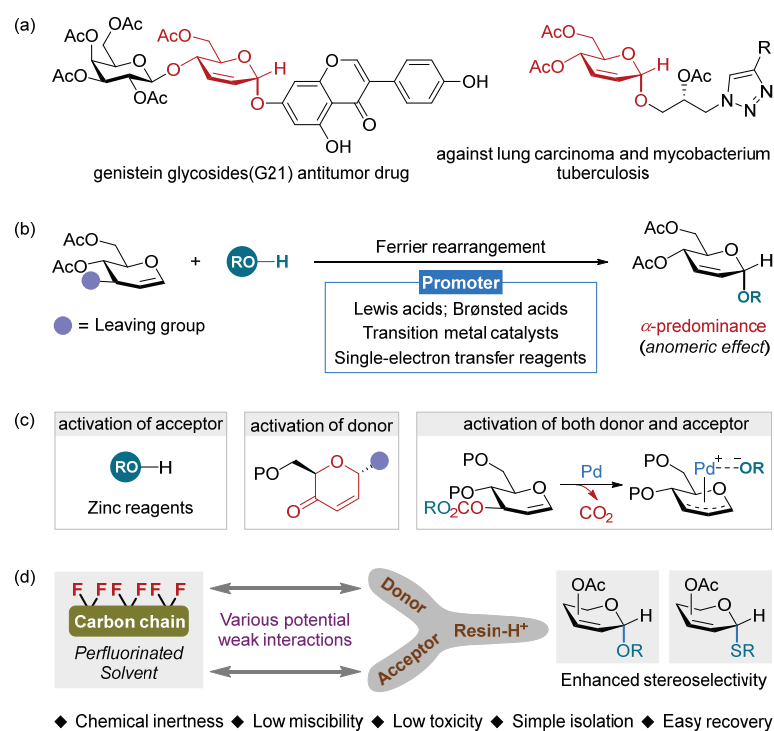 (a)
AcO
OAc
AcO
AcO
OAc
O
O
AcO
O
H
O
O
O
OH
OH
O
genistein glycosides(G21) antitumor drug
AcO
AcO
O
H
O
OAc
N
N
N
R
against lung carcinoma and mycobacterium
tuberculosis
(b)
AcO
AcO
O
+
RO
H
= Leaving group
Ferrier rearrangement
Promoter
Lewis acids; Brønsted acids
Transition metal catalysts
Single-electron transfer reagents
AcO
AcO
O
H
OR
α-predominance
(anomeric effect)
(c)
activation of acceptor
RO
H
Zinc reagents
activation of donor
PO
O
O
activation of both donor and acceptor
PO
PO
RO₂CO
O
Pd
CO₂
PO
PO
O
Pd⁺
⁻OR
(d)
F F F F F F
Carbon chain
Perfluorinated
Solvent
Various potential
weak interactions
Donor
Acceptor
Resin-H⁺
OAc
O
H
OR
OAc
O
H
SR
Enhanced stereoselectivity
◆ Chemical inertness ◆ Low miscibility ◆ Low toxicity ◆ Simple isolation ◆ Easy recovery